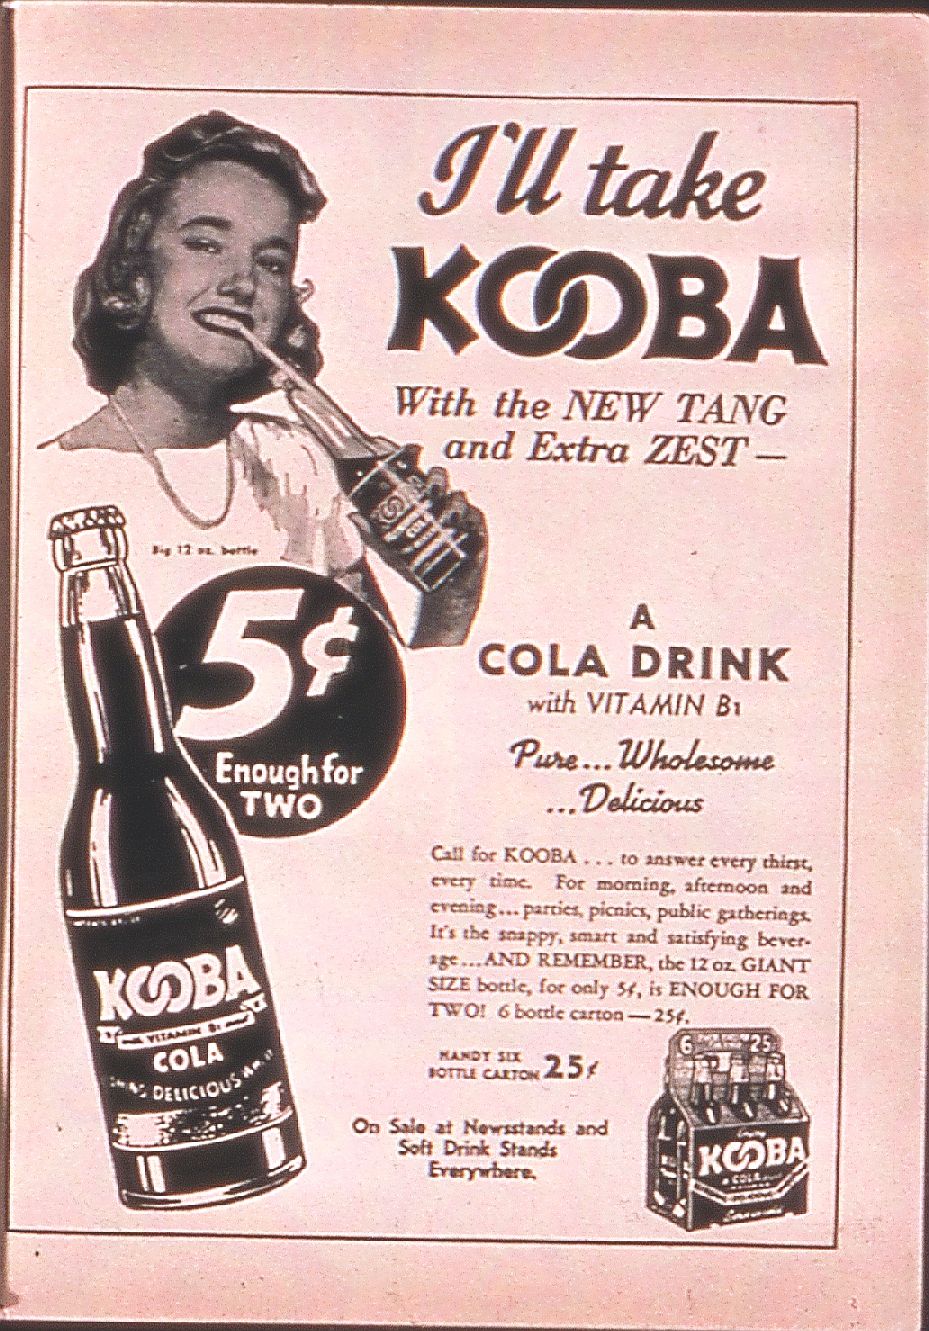 I'll take
KOOBA
With the NEW TANG
and Extra ZEST —
Big 12 oz. bottle
5¢
Enough for
TWO
A
COLA DRINK
with VITAMIN B1
Pure... Wholesome
...Delicious
Call for KOOBA . . . to answer every thirst,
every time. For morning, afternoon and
evening... parties, picnics, public gatherings.
It's the snappy, smart and satisfying bever-
age...AND REMEMBER, the 12 oz. GIANT
SIZE bottle, for only 5¢, is ENOUGH FOR
TWO! 6 bottle carton — 25¢.
HANDY SIX
BOTTLE CARTON 25¢
On Sale at Newsstands and
Soft Drink Stands
Everywhere.
KOOBA
VITAMIN B1
COLA
DELICIOUS
6 25¢
KOOBA
COLA